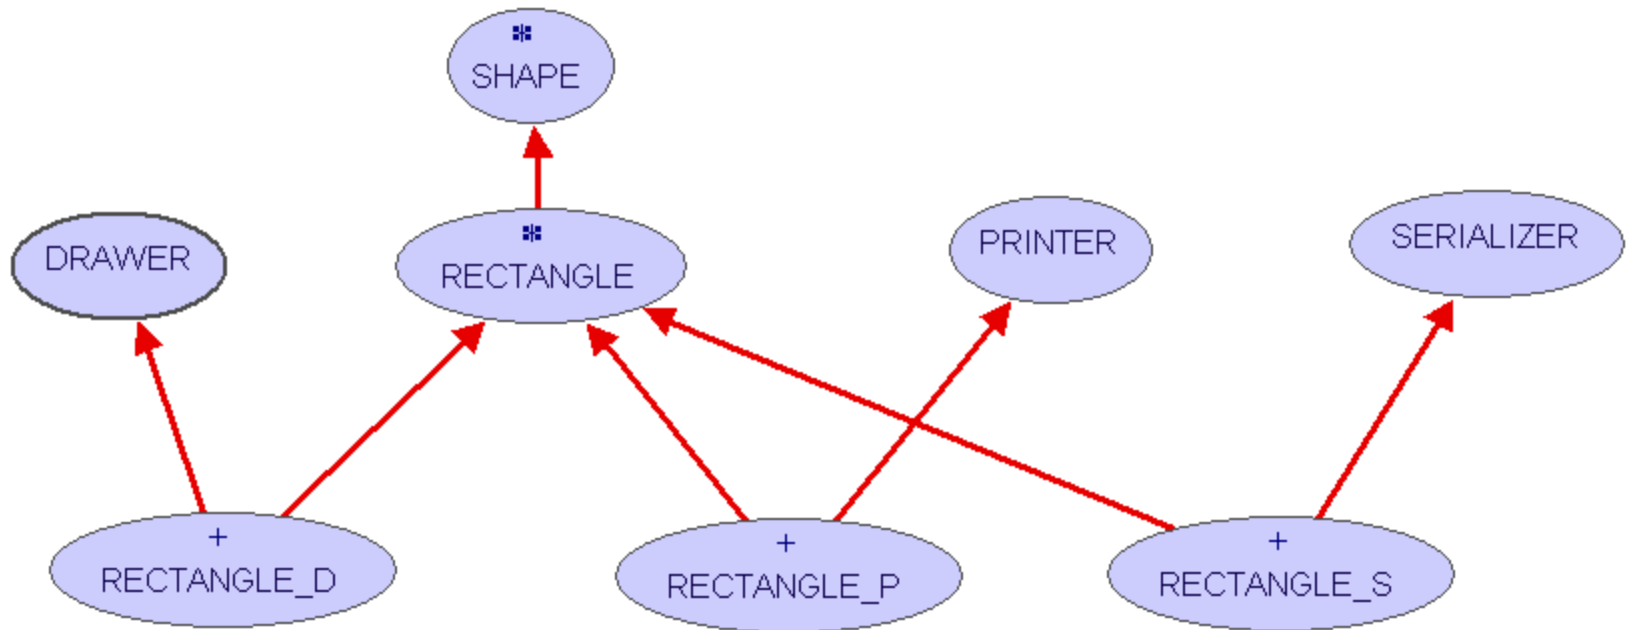 *
SHAPE
DRAWER
*
RECTANGLE
PRINTER
SERIALIZER
+
RECTANGLE_D
+
RECTANGLE_P
+
RECTANGLE_S